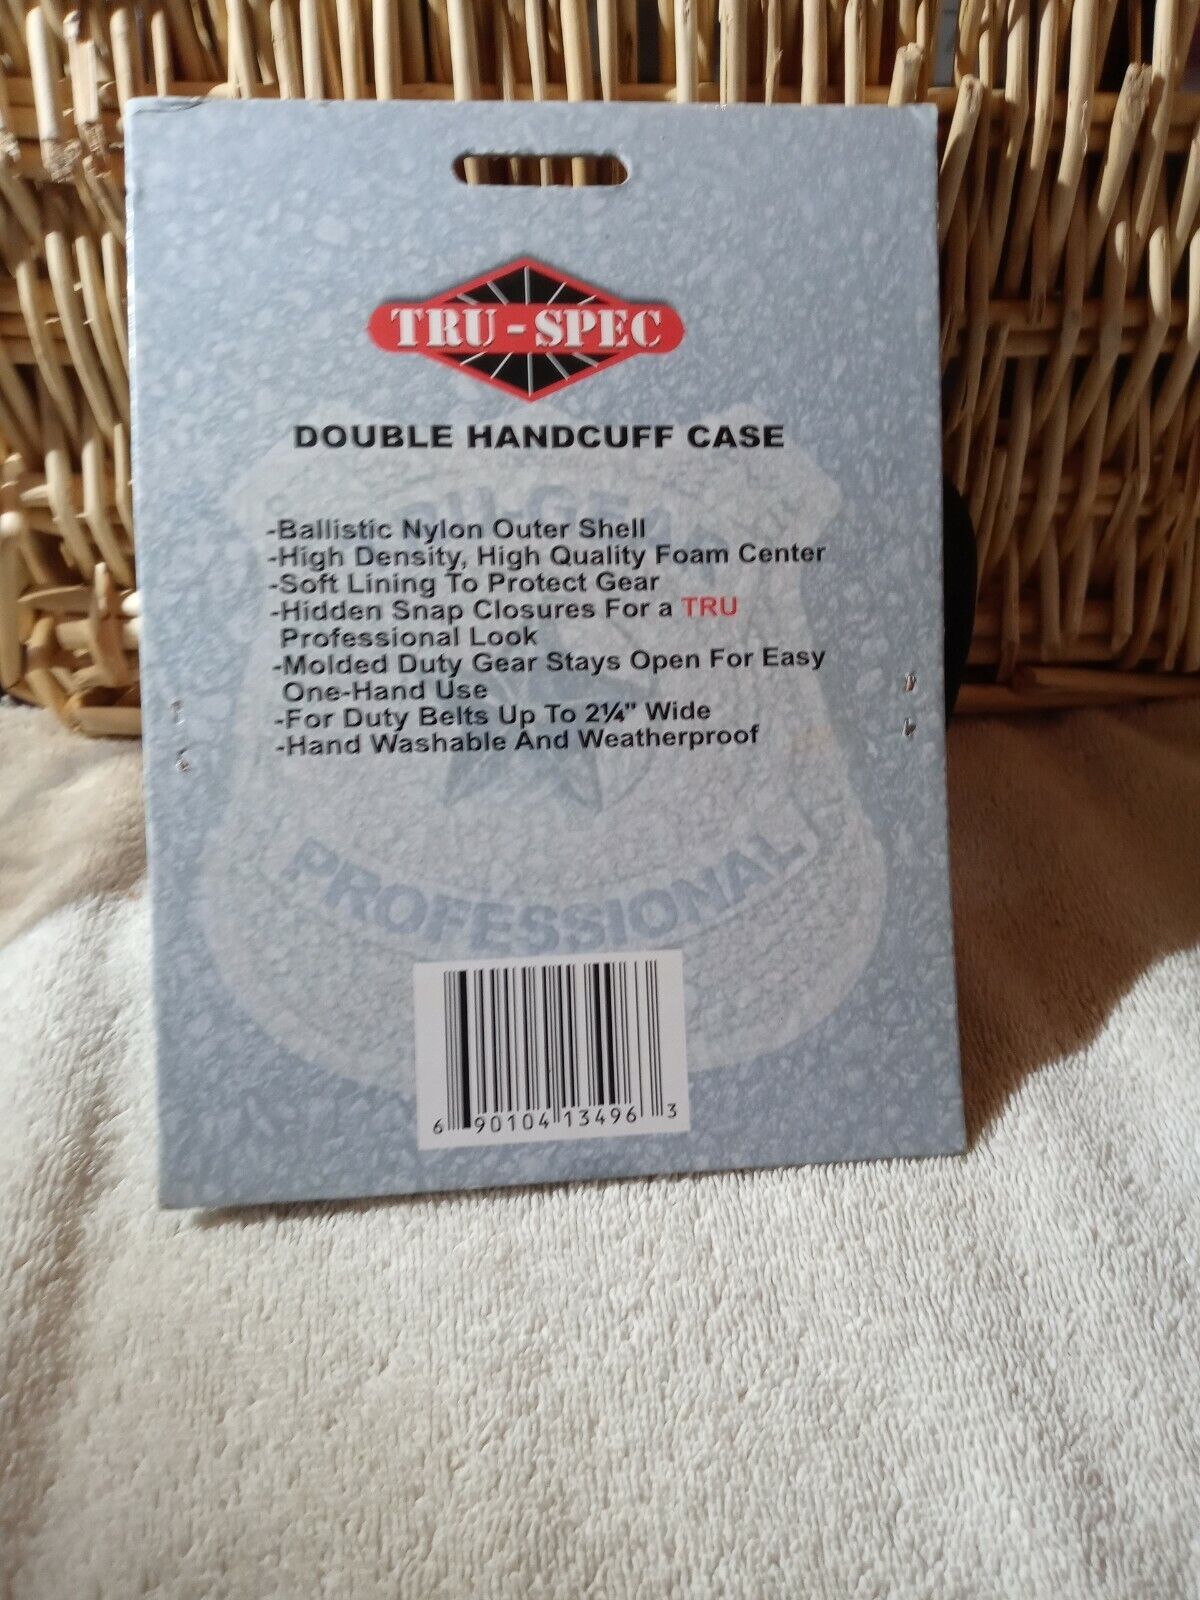 TRU-SPEC
DOUBLE HANDCUFF CASE
-Ballistic Nylon Outer Shell
-High Density, High Quality Foam Center
-Soft Lining To Protect Gear
-Hidden Snap Closures For a TRU
Professional Look
-Molded Duty Gear Stays Open For Easy
One-Hand Use
-For Duty Belts Up To 2¼" Wide
-Hand Washable And Weatherproof
PROFESSIONAL
6 90104 13496 3